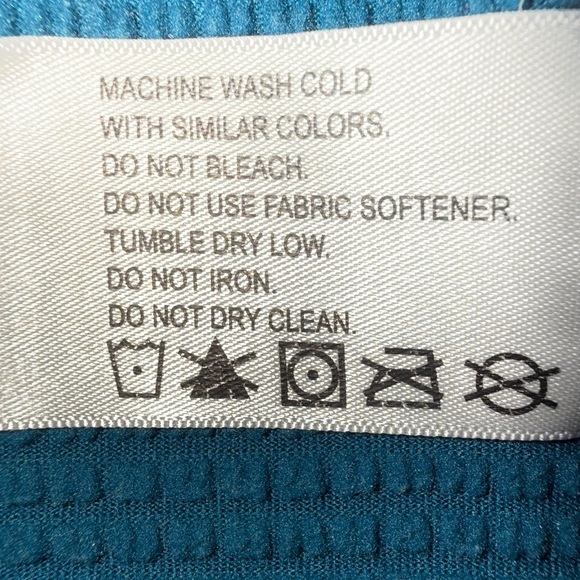 MACHINE WASH COLD
WITH SIMILAR COLORS.
DO NOT BLEACH.
DO NOT USE FABRIC SOFTENER.
TUMBLE DRY LOW.
DO NOT IRON.
DO NOT DRY CLEAN.